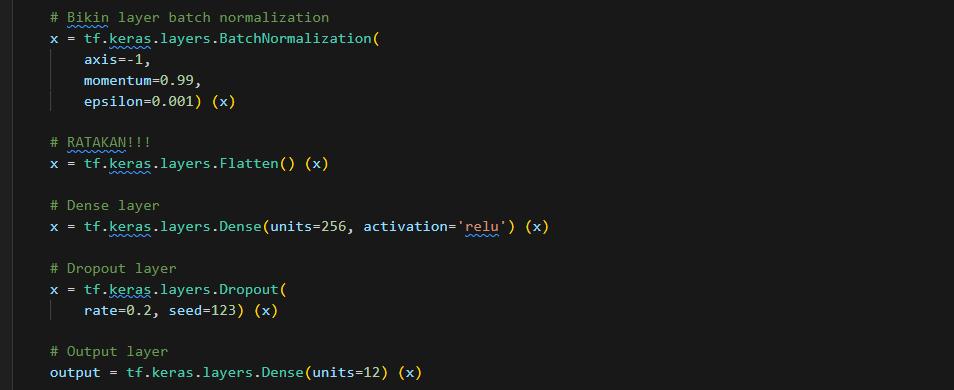 # Bikin layer batch normalization
x = tf.keras.layers.BatchNormalization(
    axis=-1,
    momentum=0.99,
    epsilon=0.001) (x)
# RATAKAN!!!
x = tf.keras.layers.Flatten() (x)
# Dense layer
x = tf.keras.layers.Dense(units=256, activation='relu') (x)
# Dropout layer
x = tf.keras.layers.Dropout(
    rate=0.2, seed=123) (x)
# Output layer
output = tf.keras.layers.Dense(units=12) (x)